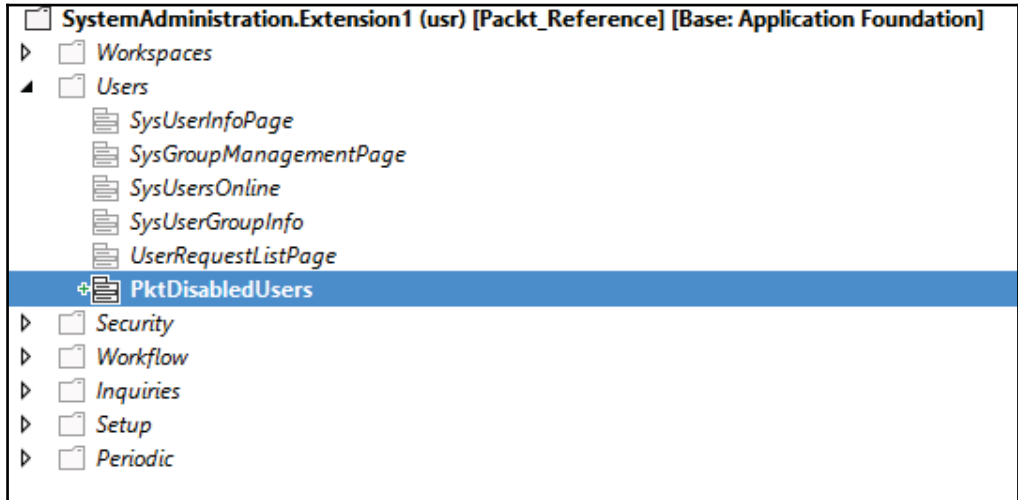 SystemAdministration.Extension1 (usr) [Packt_Reference] [Base: Application Foundation]
Workspaces
Users
SysUserInfoPage
SysGroupManagementPage
SysUsersOnline
SysUserGroupInfo
UserRequestListPage
PktDisabledUsers
Security
Workflow
Inquiries
Setup
Periodic